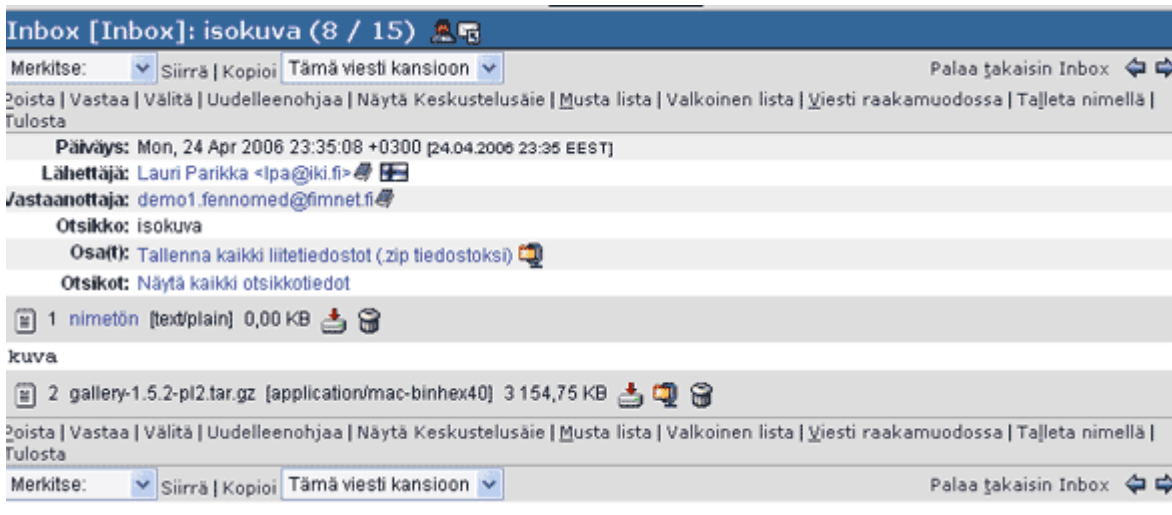 Inbox [Inbox]: isokuva (8 / 15)
Merkitse: Siirrä | Kopioi Tämä viesti kansioon Palaa takaisin Inbox
Poista | Vastaa | Välitä | Uudelleenohjaa | Näytä Keskustelusäie | Musta lista | Valkoinen lista | Viesti raakamuodossa | Talleta nimellä |
Tulosta
Päiväys: Mon, 24 Apr 2006 23:35:08 +0300 [24.04.2006 23:35 EEST]
Lähettäjä: Lauri Parikka <lpa@iki.fi>
Vastaanottaja: demo1.fennomed@fimnet.fi
Otsikko: isokuva
Osa(t): Tallenna kaikki liitetiedostot (.zip tiedostoksi)
Otsikot: Näytä kaikki otsikkotiedot
1 nimetön [text/plain] 0,00 KB
kuva
2 gallery-1.5.2-pl2.tar.gz [application/mac-binhex40] 3 154,75 KB
Poista | Vastaa | Välitä | Uudelleenohjaa | Näytä Keskustelusäie | Musta lista | Valkoinen lista | Viesti raakamuodossa | Talleta nimellä |
Tulosta
Merkitse: Siirrä | Kopioi Tämä viesti kansioon Palaa takaisin Inbox